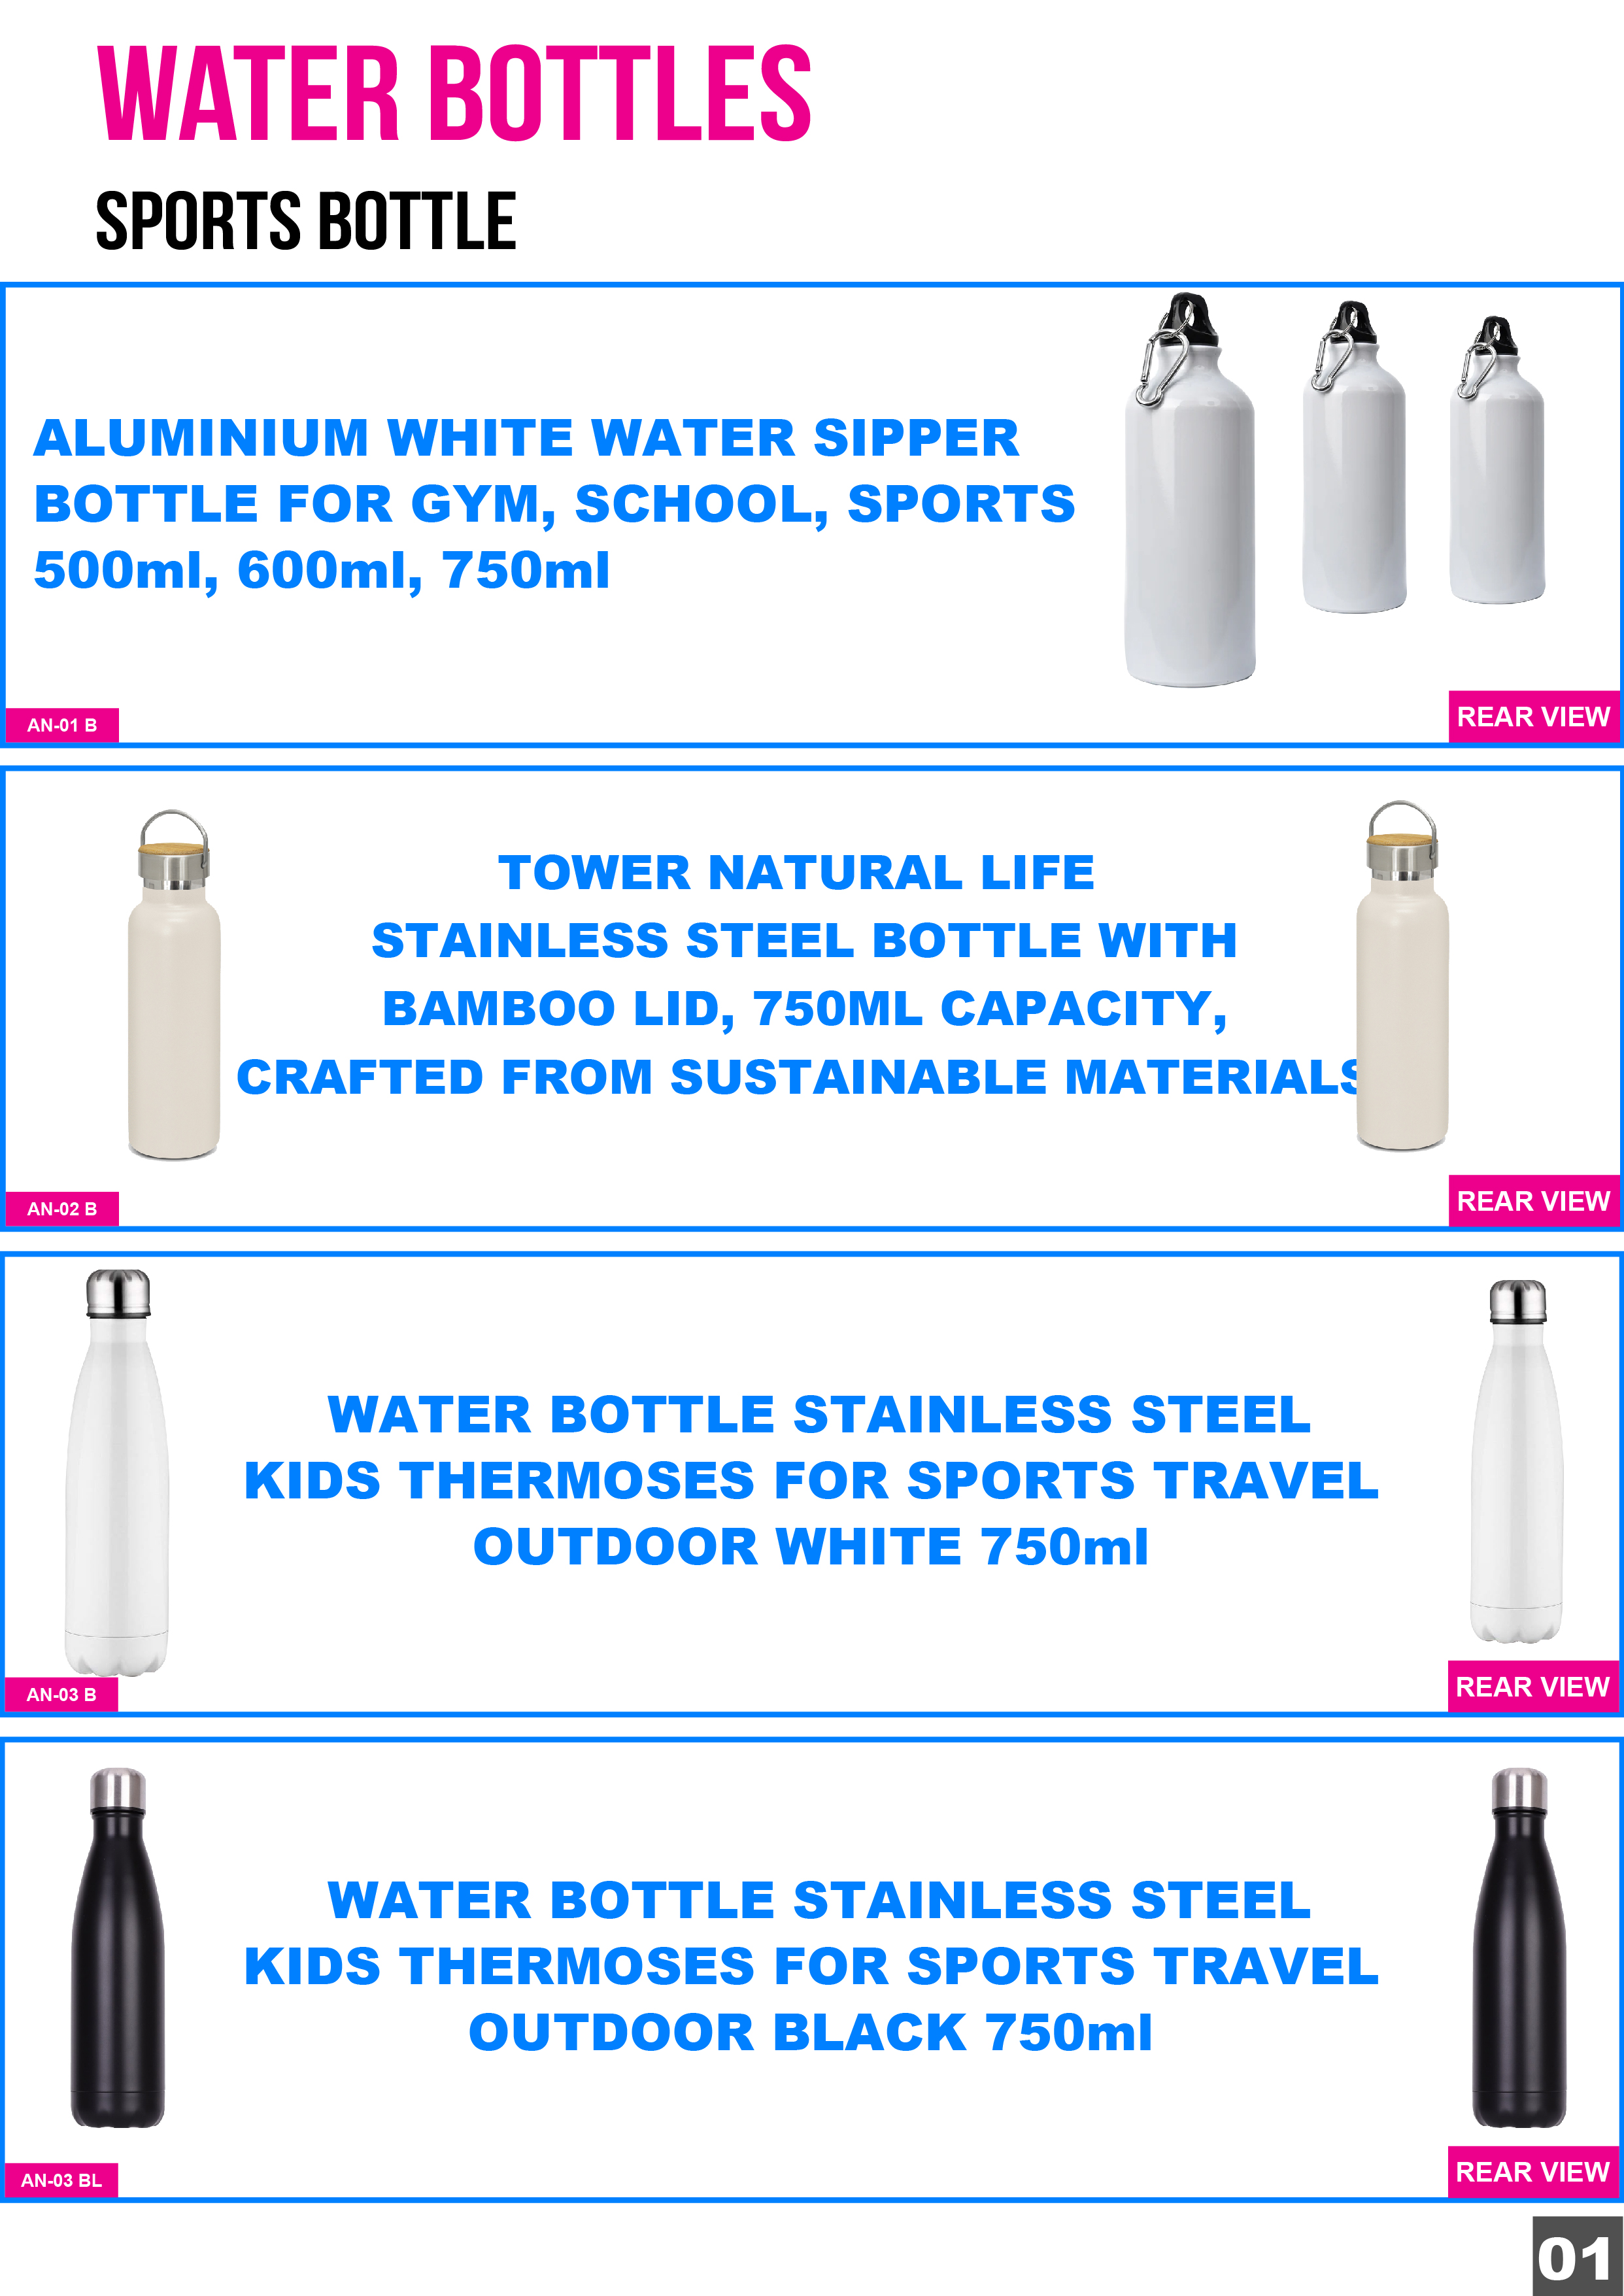 WATER BOTTLES
SPORTS BOTTLE
ALUMINIUM WHITE WATER SIPPER
BOTTLE FOR GYM, SCHOOL, SPORTS
500ml, 600ml, 750ml
AN-01 B
REAR VIEW
TOWER NATURAL LIFE
STAINLESS STEEL BOTTLE WITH
BAMBOO LID, 750ML CAPACITY,
CRAFTED FROM SUSTAINABLE MATERIALS
AN-02 B
REAR VIEW
WATER BOTTLE STAINLESS STEEL
KIDS THERMOSES FOR SPORTS TRAVEL
OUTDOOR WHITE 750ml
AN-03 B
REAR VIEW
WATER BOTTLE STAINLESS STEEL
KIDS THERMOSES FOR SPORTS TRAVEL
OUTDOOR BLACK 750ml
AN-03 BL
REAR VIEW
01